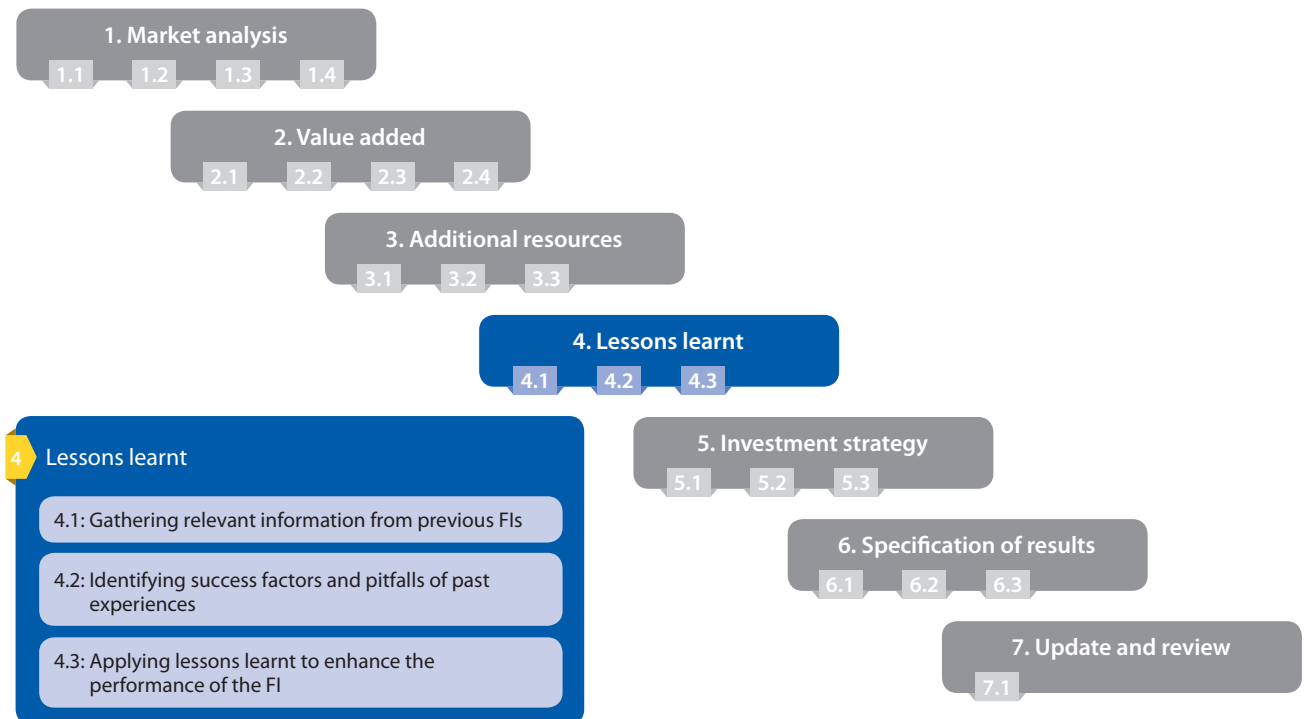 1. Market analysis
1.1 1.2 1.3 1.4
2. Value added
2.1 2.2 2.3 2.4
3. Additional resources
3.1 3.2 3.3
4. Lessons learnt
4.1 4.2 4.3
4 Lessons learnt
4.1: Gathering relevant information from previous FIs
4.2: Identifying success factors and pitfalls of past
experiences
4.3: Applying lessons learnt to enhance the
performance of the FI
5. Investment strategy
5.1 5.2 5.3
6. Specification of results
6.1 6.2 6.3
7. Update and review
7.1